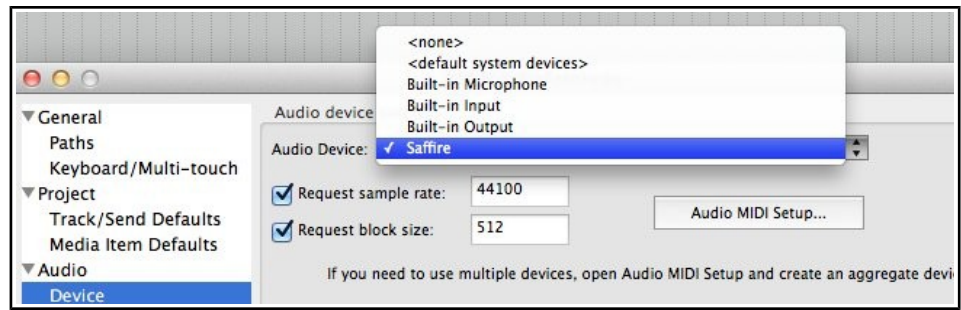 <none>
<default system devices>
Built-in Microphone
Built-in Input
Built-in Output
✓ Saffire
▼General
Paths
Keyboard/Multi-touch
▼Project
Track/Send Defaults
Media Item Defaults
▼Audio
Device
Audio device
Audio Device:
Request sample rate: 44100
Request block size: 512
Audio MIDI Setup...
If you need to use multiple devices, open Audio MIDI Setup and create an aggregate devi